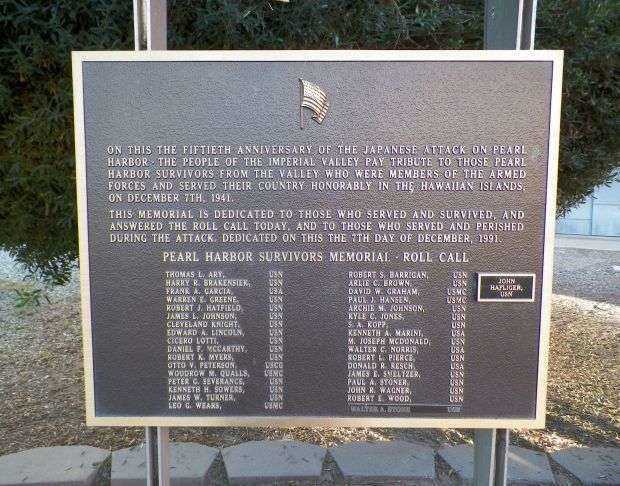 ON THIS THE FIFTIETH ANNIVERSARY OF THE JAPANESE ATTACK ON PEARL
HARBOR - THE PEOPLE OF THE IMPERIAL VALLEY PAY TRIBUTE TO THOSE PEARL
HARBOR SURVIVORS FROM THE VALLEY WHO WERE MEMBERS OF THE ARMED
FORCES AND SERVED THEIR COUNTRY HONORABLY IN THE HAWAIIAN ISLANDS,
ON DECEMBER 7TH, 1941.
THIS MEMORIAL IS DEDICATED TO THOSE WHO SERVED AND SURVIVED, AND
ANSWERED THE ROLL CALL TODAY, AND TO THOSE WHO SERVED AND PERISHED
DURING THE ATTACK. DEDICATED ON THIS THE 7TH DAY OF DECEMBER, 1991.
PEARL HARBOR SURVIVORS MEMORIAL - ROLL CALL
THOMAS L. ARY, USN
HARRY R. BRAKENSIEK, USN
FRANK A. GARCIA, USA
WARREN E. GREENE, USN
ROBERT J. HATFIELD, USN
JAMES L. JOHNSON, USN
CLEVELAND KNIGHT, USN
EDWARD A. LINCOLN, USN
CICERO LOTTI, USN
DANIEL F. MCCARTHY, USN
ROBERT K. MYERS, USN
OTTO V. PETERSON, USCG
WOODROW M. QUALLS, USMC
PETER G. SEVERANCE, USN
KENNETH H. SOWERS, USN
JAMES W. TURNER, USN
LEO G. WEARS, USMC
ROBERT S. BARRIGAN, USN
ARLIE C. BROWN, USN
DAVID W. GRAHAM, USMC
PAUL J. HANSEN, USMC
ARCHIE M. JOHNSON, USN
KYLE C. JONES, USN
S. A. KOPP, USN
KENNETH A. MARINI, USA
M. JOSEPH MCDONALD, USN
WALTER C. NORRIS, USA
ROBERT L. PIERCE, USN
DONALD R. RESCH, USA
JAMES E. SMELTZER, USN
PAUL A. STONER, USN
JOHN R. WAGNER, USN
ROBERT E. WOOD, USN
WALTER A. STONE USN
JOHN
HAFLIGER,
USN